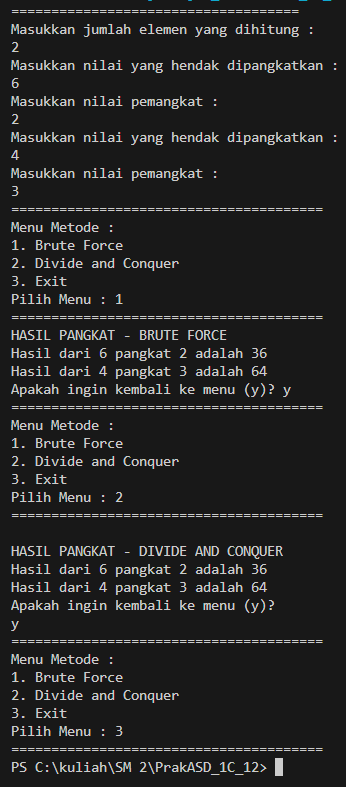 ====================================
Masukkan jumlah elemen yang dihitung :
2
Masukkan nilai yang hendak dipangkatkan :
6
Masukkan nilai pemangkat :
2
Masukkan nilai yang hendak dipangkatkan :
4
Masukkan nilai pemangkat :
3
=======================================
Menu Metode :
1. Brute Force
2. Divide and Conquer
3. Exit
Pilih Menu : 1
=======================================
HASIL PANGKAT - BRUTE FORCE
Hasil dari 6 pangkat 2 adalah 36
Hasil dari 4 pangkat 3 adalah 64
Apakah ingin kembali ke menu (y)? y
=======================================
Menu Metode :
1. Brute Force
2. Divide and Conquer
3. Exit
Pilih Menu : 2
=======================================
HASIL PANGKAT - DIVIDE AND CONQUER
Hasil dari 6 pangkat 2 adalah 36
Hasil dari 4 pangkat 3 adalah 64
Apakah ingin kembali ke menu (y)?
y
=======================================
Menu Metode :
1. Brute Force
2. Divide and Conquer
3. Exit
Pilih Menu : 3
=======================================
PS C:\kuliah\SM 2\PrakASD_1C_12>